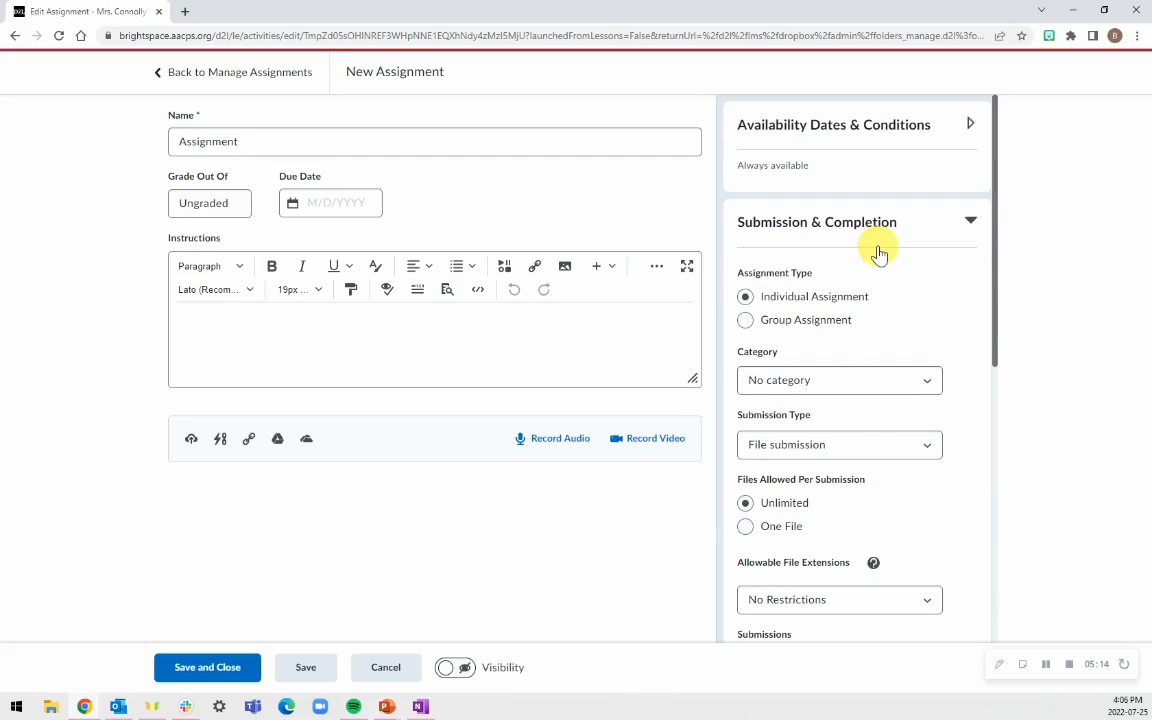 D2L Edit Assignment - Mrs. Connolly
brightspace.aacps.org/d2l/le/activities/edit/TmpZd05sOHlNREF3WHpNNE1EQXhNdy4zMzI5MjU?launchedFromLessons=False&returnUrl=%2fd2l%2flms%2fdropbox%2fadmin%2ffolders_manage.d2l%3fo...
B
Back to Manage Assignments
New Assignment
Name *
Assignment
Grade Out Of
Due Date
Ungraded
M/D/YYYY
Instructions
Paragraph
B
I
U
A
Lato (Recom...
19px ...
Record Audio
Record Video
Availability Dates & Conditions
Always available
Submission & Completion
Assignment Type
Individual Assignment
Group Assignment
Category
No category
Submission Type
File submission
Files Allowed Per Submission
Unlimited
One File
Allowable File Extensions
No Restrictions
Submissions
Save and Close
Save
Cancel
Visibility
05:14
4:06 PM
2022-07-25